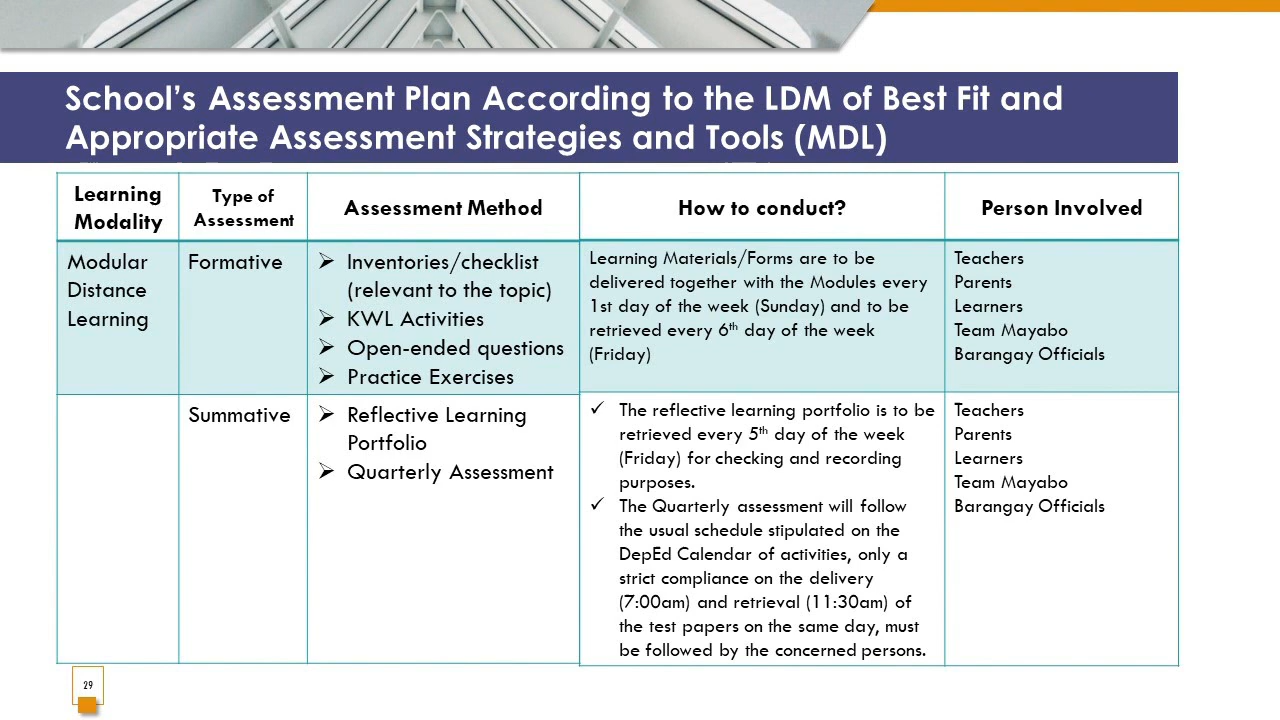 School's Assessment Plan According to the LDM of Best Fit and
Appropriate Assessment Strategies and Tools (MDL)
Learning
Modality
Type of
Assessment
Assessment Method
How to conduct?
Person Involved
Modular
Distance
Learning
Formative
➢ Inventories/checklist
(relevant to the topic)
➢ KWL Activities
➢ Open-ended questions
➢ Practice Exercises
Learning Materials/Forms are to be
delivered together with the Modules every
1st day of the week (Sunday) and to be
retrieved every 6th day of the week
(Friday)
Teachers
Parents
Learners
Team Mayabo
Barangay Officials
Summative
➢ Reflective Learning
Portfolio
➢ Quarterly Assessment
✓ The reflective learning portfolio is to be
retrieved every 5th day of the week
(Friday) for checking and recording
purposes.
✓ The Quarterly assessment will follow
the usual schedule stipulated on the
DepEd Calendar of activities, only a
strict compliance on the delivery
(7:00am) and retrieval (11:30am) of
the test papers on the same day, must
be followed by the concerned persons.
Teachers
Parents
Learners
Team Mayabo
Barangay Officials
29